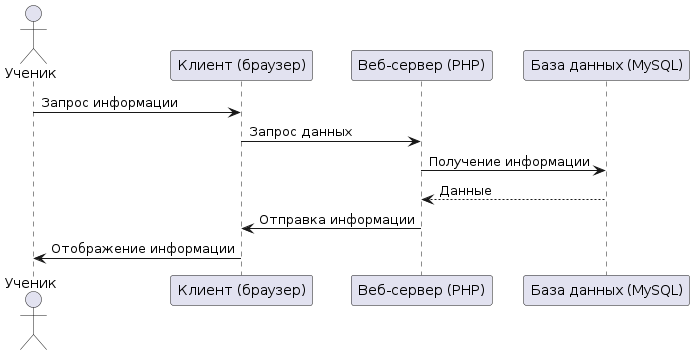 Ученик
Клиент (браузер)
Веб-сервер (PHP)
База данных (MySQL)
Запрос информации
Запрос данных
Получение информации
Данные
Отправка информации
Отображение информации
Ученик
Клиент (браузер)
Веб-сервер (PHP)
База данных (MySQL)